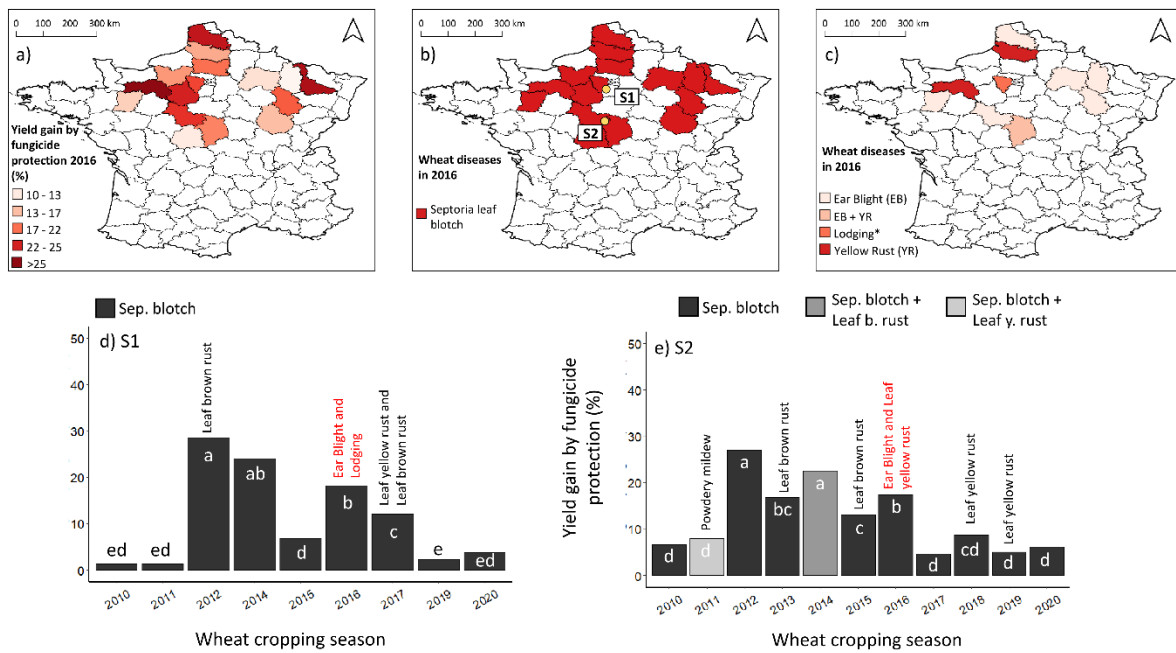 0 100 200 300 km
a)
Yield gain by
fungicide
protection 2016
(%)
10 - 13
13 - 17
17 - 22
22 - 25
>25
0 100 200 300 km
b)
S1
S2
Wheat diseases
in 2016
Septoria leaf
blotch
0 100 200 300 km
c)
Wheat diseases
in 2016
Ear Blight (EB)
EB + YR
Lodging*
Yellow Rust (YR)
Sep. blotch
d) S1
50
40
30
20
10
0
ed
ed
a
Leaf brown rust
ab
d
b
Ear Blight and
Lodging
c
Leaf yellow rust and
Leaf brown rust
e
ed
2010
2011
2012
2014
2015
2016
2017
2019
2020
Wheat cropping season
Sep. blotch
Sep. blotch +
Leaf b. rust
Sep. blotch +
Leaf y. rust
e) S2
Yield gain by fungicide
protection (%)
50
40
30
20
10
0
d
d
Powdery mildew
a
bc
Leaf brown rust
a
c
Leaf brown rust
b
Ear Blight and Leaf
yellow rust
d
cd
Leaf yellow rust
d
Leaf yellow rust
d
2010
2011
2012
2013
2014
2015
2016
2017
2018
2019
2020
Wheat cropping season